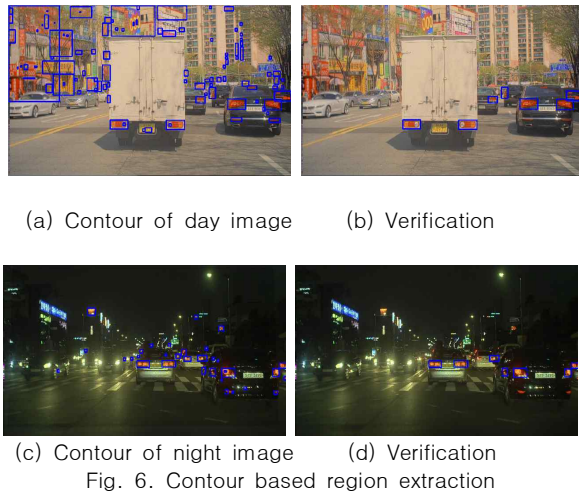 (a) Contour of day image (b) Verification
(c) Contour of night image (d) Verification
Fig. 6. Contour based region extraction